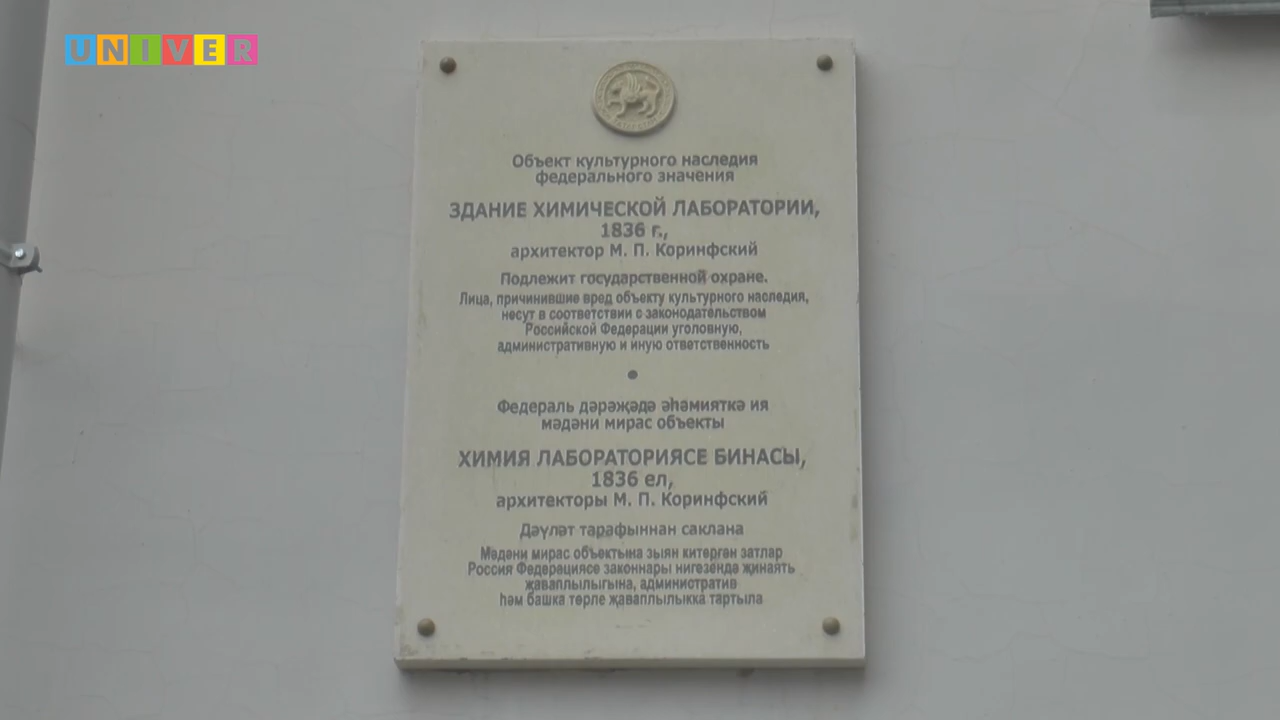 UNIVER
Объект культурного наследия
федерального значения
ЗДАНИЕ ХИМИЧЕСКОЙ ЛАБОРАТОРИИ,
1836 г.,
архитектор М. П. Коринфский
Подлежит государственной охране.
Лица, причинившие вред объекту культурного наследия,
несут в соответствии с законодательством
Российской Федерации уголовную,
административную и иную ответственность
Федераль дәрәҗәдә әһәмияткә ия
мәдәни мирас объекты
ХИМИЯ ЛАБОРАТОРИЯСЕ БИНАСЫ,
1836 ел,
архитекторы М. П. Коринфский
Дәүләт тарафыннан саклана
Мәдәни мирас объектына зыян китергән затлар
Россия Федерациясе законнары нигезендә җинаять
җаваплылыгына, административ
һәм башка төрле җаваплылыкка тартыла